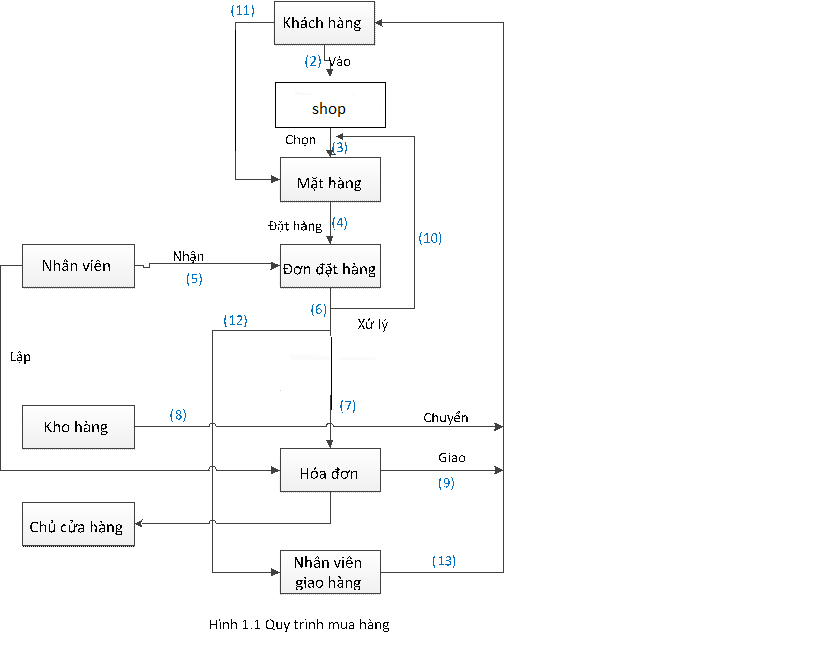 (11)
Khách hàng
(2) Vào
shop
Chọn
(3)
Mặt hàng
Đặt hàng (4)
(10)
Nhân viên
Nhận
(5)
Đơn đặt hàng
(6)
(12)
Xử lý
Lập
(7)
Kho hàng
(8)
Chuyển
Hóa đơn
Giao
(9)
Chủ cửa hàng
Nhân viên
giao hàng
(13)
Hình 1.1 Quy trình mua hàng